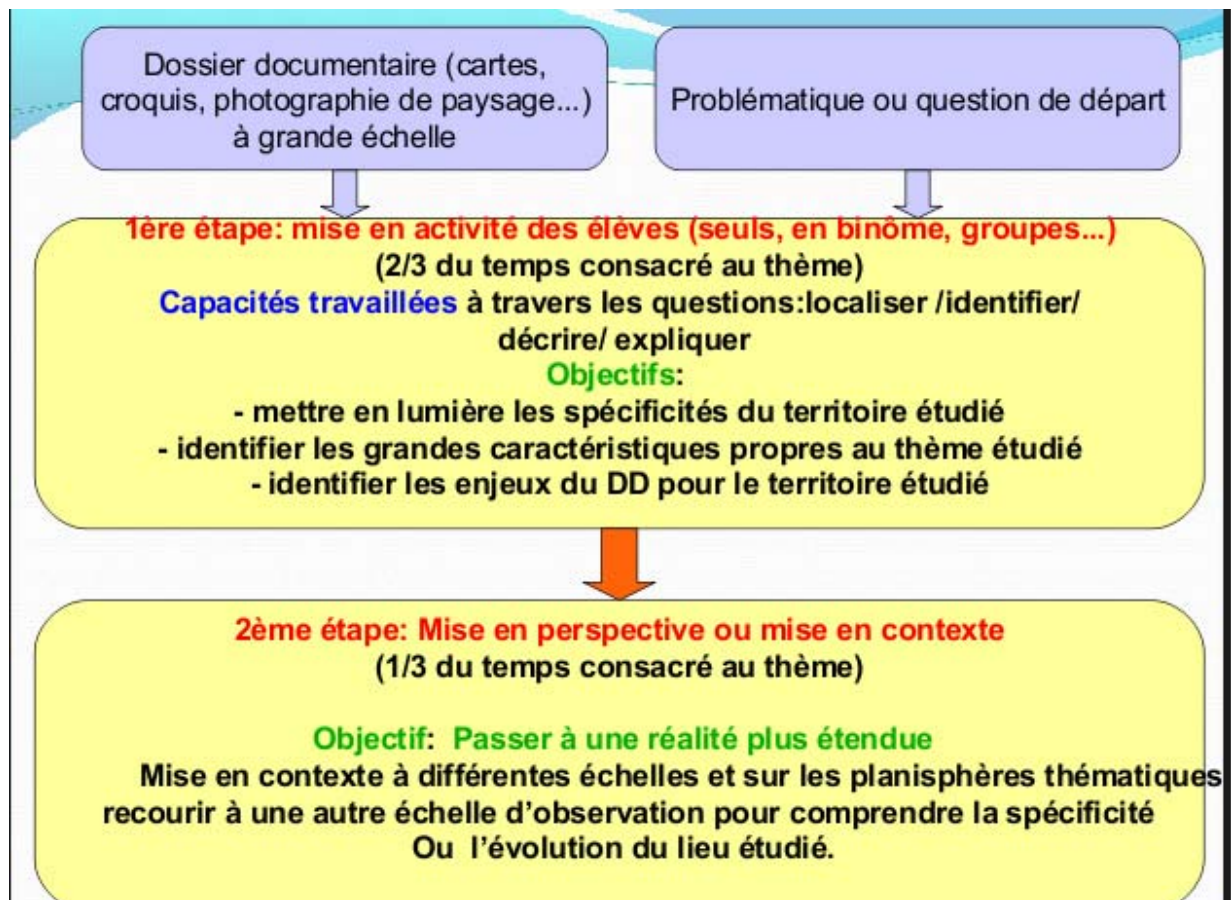 Dossier documentaire (cartes,
croquis, photographie de paysage...)
à grande échelle
Problématique ou question de départ
1ère étape: mise en activité des élèves (seuls, en binôme, groupes...)
(2/3 du temps consacré au thème)
Capacités travaillées à travers les questions:localiser /identifier/
décrire/ expliquer
Objectifs:
- mettre en lumière les spécificités du territoire étudié
- identifier les grandes caractéristiques propres au thème étudié
- identifier les enjeux du DD pour le territoire étudié
2ème étape: Mise en perspective ou mise en contexte
(1/3 du temps consacré au thème)
Objectif: Passer à une réalité plus étendue
Mise en contexte à différentes échelles et sur les planisphères thématiques
recourir à une autre échelle d'observation pour comprendre la spécificité
Ou l'évolution du lieu étudié.